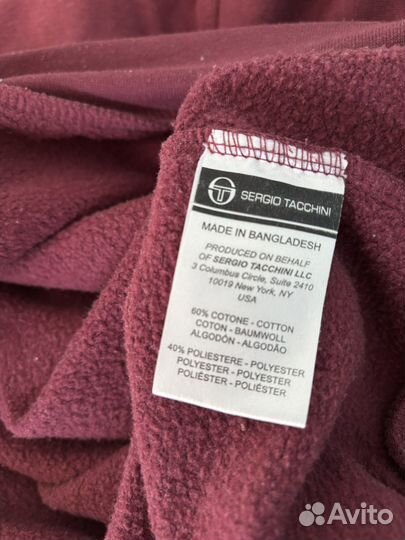 SERGIO TACCHINI
MADE IN BANGLADESH
PRODUCED ON BEHALF
OF SERGIO TACCHINI LLC
3 Columbus Circle, Suite 2410
10019 New York, NY
USA
60% COTONE - COTTON
COTON - BAUMWOLL
ALGODÓN - ALGODÃO
40% POLIESTERE - POLYESTER
POLYESTER - POLYESTER
POLIÉSTER - POLIÉSTER
Avito